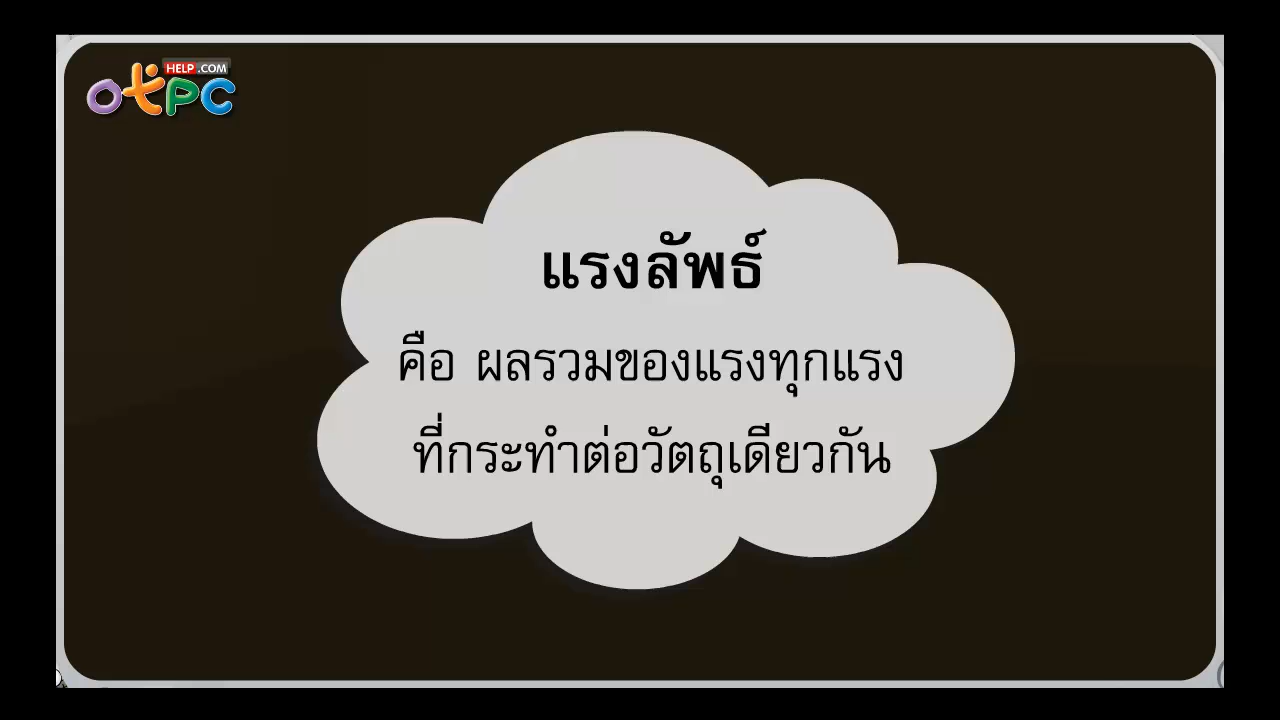 HELP.COM
OTPC
แรงลัพธ์
คือ ผลรวมของแรงทุกแรง
ที่กระทำต่อวัตถุเดียวกัน